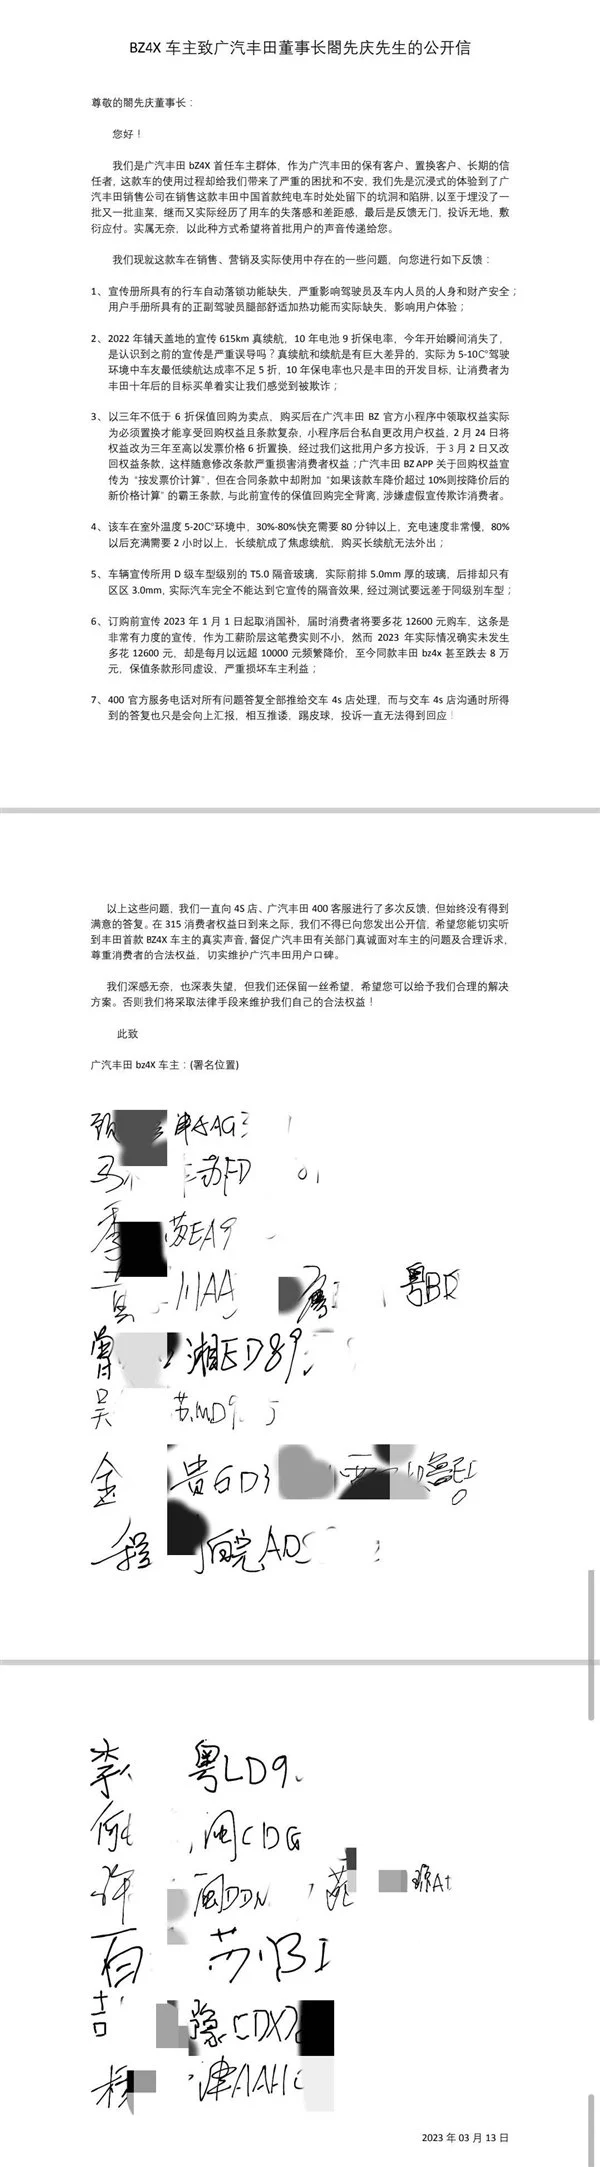 BZ4X 车主致广汽丰田董事长閤先庆先生的公开信
尊敬的閤先庆董事长：
您好！
我们是广汽丰田 bZ4X 首任车主群体，作为广汽丰田的保有客户、置换客户、长期的信
任者，这款车的使用过程却给我们带来了严重的困扰和不安，我们先是沉浸式的体验到了广
汽丰田销售公司在销售这款丰田中国首款纯电车时处处留下的坑洞和陷阱，以至于埋没了一
批又一批韭菜，继而又实际经历了用车的失落感和差距感，最后是反馈无门，投诉无地，敷
衍应付。实属无奈，以此种方式希望将首批用户的声音传递给您。
我们现就这款车在销售、营销及实际使用中存在的一些问题，向您进行如下反馈：
1、宣传册所具有的行车自动落锁功能缺失，严重影响驾驶员及车内人员的人身和财产安全；
用户手册所具有的正副驾驶员腿部舒适加热功能而实际缺失，影响用户体验；
2、2022 年铺天盖地的宣传 615km 真续航，10 年电池 9 折保电率，今年开始瞬间消失了，
是认识到之前的宣传是严重误导吗？真续航和续航是有巨大差异的，实际为 5-10C°驾驶
环境中车友最低续航达成率不足 5 折，10 年保电率也只是丰田的开发目标，让消费者为
丰田十年后的目标买单着实让我们感觉到被欺诈；
3、以三年不低于 6 折保值回购为卖点，购买后在广汽丰田 BZ 官方小程序中领取权益实际
为必须置换才能享受回购权益且条款复杂，小程序后台私自更改用户权益，2 月 24 日将
权益改为三年至高以发票价格 6 折置换，经过我们这批用户多方投诉，于 3 月 2 日又改
回权益条款，这样随意修改条款严重损害消费者权益；广汽丰田 BZ APP 关于回购权益宣
传为“按发票价计算”，但在合同条款中却附加“如果该款车降价超过 10%则按降价后的
新价格计算”的霸王条款，与此前宣传的保值回购完全背离，涉嫌虚假宣传欺诈消费者。
4、该车在室外温度 5-20C°环境中，30%-80%快充需要 80 分钟以上，充电速度非常慢，80%
以后充满需要 2 小时以上，长续航成了焦虑续航，购买长续航无法外出；
5、车辆宣传所用 D 级车型级别的 T5.0 隔音玻璃，实际前排 5.0mm 厚的玻璃，后排却只有
区区 3.0mm，实际汽车完全不能达到它宣传的隔音效果，经过测试要远差于同级别车型；
6、订购前宣传 2023 年 1 月 1 日起取消国补，届时消费者将要多花 12600 元购车，这条是
非常有力度的宣传，作为工薪阶层这笔费实则不小，然而 2023 年实际情况确实未发生
多花 12600 元，却是每月以远超 10000 元频繁降价，至今同款丰田 bz4x 甚至跌去 8 万
元，保值条款形同虚设，严重损坏车主利益；
7、400 官方服务电话对所有问题答复全部推给交车 4s 店处理，而与交车 4s 店沟通时所得
到的答复也只是会向上汇报，相互推诿，踢皮球，投诉一直无法得到回应！
以上这些问题，我们一直向 4S 店、广汽丰田 400 客服进行了多次反馈，但始终没有得到
满意的答复。在 315 消费者权益日到来之际，我们不得已向您发出公开信，希望您能切实听
到丰田首款 BZ4X 车主的真实声音，督促广汽丰田有关部门真诚面对车主的问题及合理诉求，
尊重消费者的合法权益，切实维护广汽丰田用户口碑。
我们深感无奈，也深表失望，但我们还保留一丝希望，希望您可以给予我们合理的解决
方案。否则我们将采取法律手段来维护我们自己的合法权益！
此致
广汽丰田 bz4X 车主：(署名位置)
津AAG
马 苏FD
季 苏EA9
川AA 粤BR
曾 湘ED89
吴 苏MD9
金 贵GD 鲁EI
程 皖AD
李 粤LD9
何 闽CDG
许 闽DDN 苑 琼A
百 苏BI
吉 豫CDX
杨 津AAH
2023 年 03 月 13 日